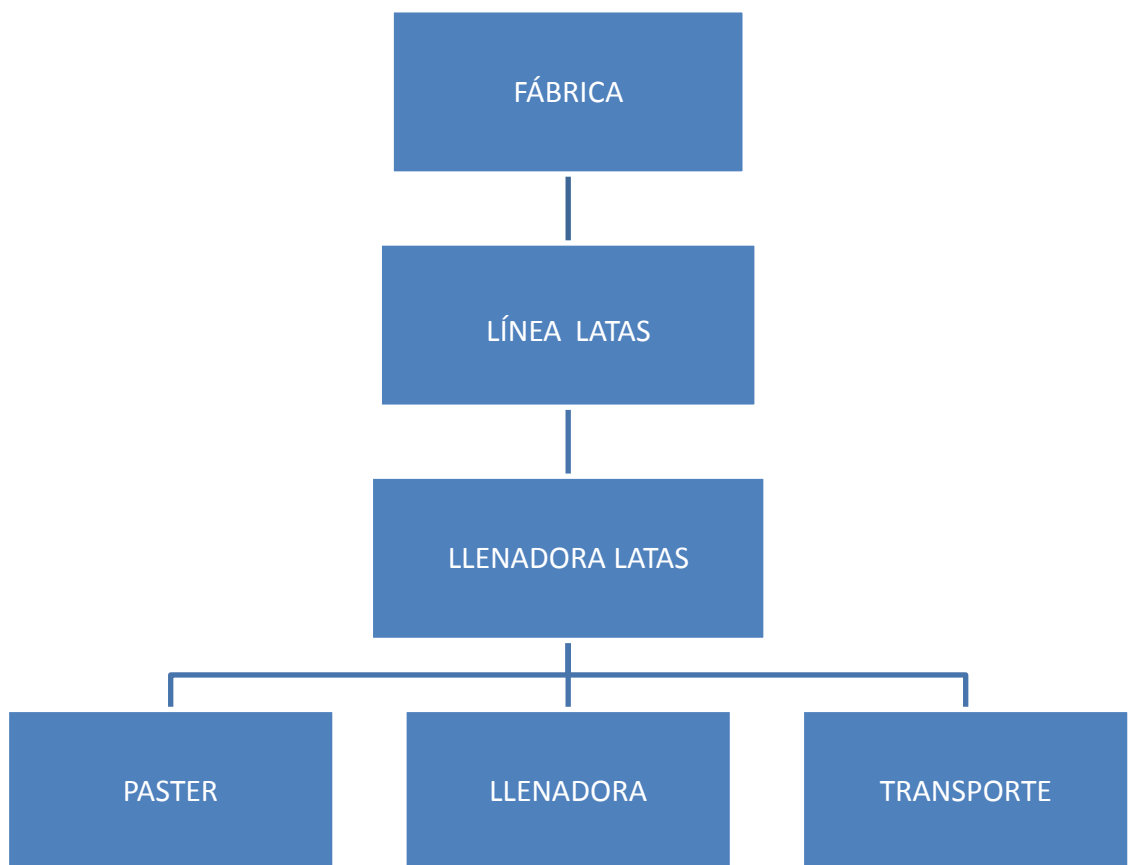 FÁBRICA
LÍNEA LATAS
LLENADORA LATAS
PASTER
LLENADORA
TRANSPORTE